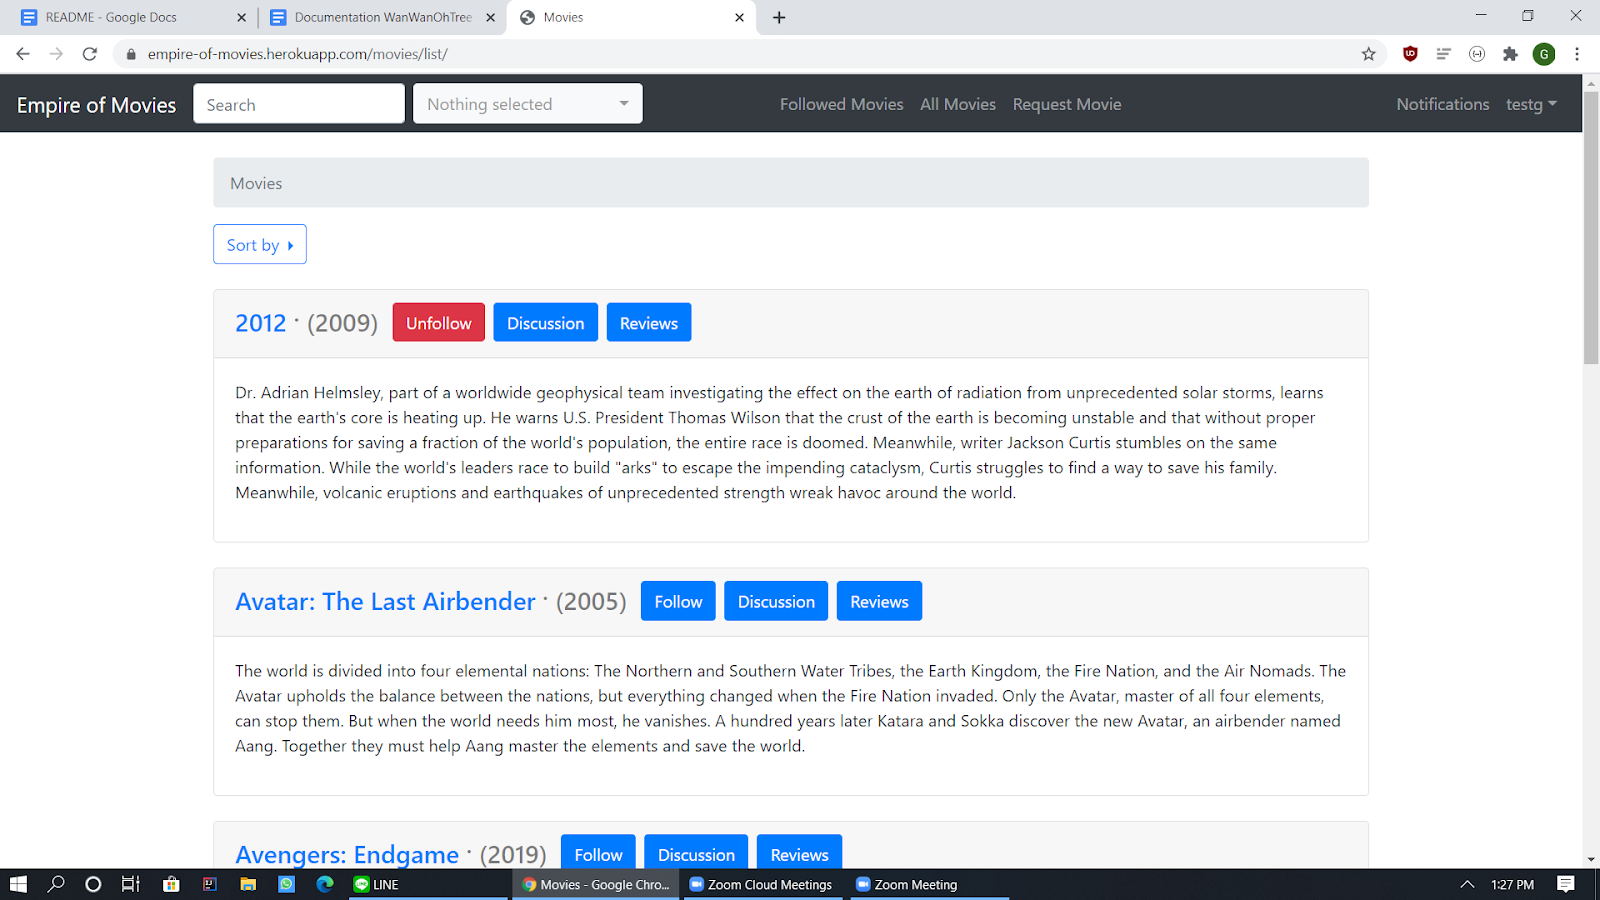 README - Google Docs
Documentation WanWanOhTree
Movies
empire-of-movies.herokuapp.com/movies/list/
G
Empire of Movies
Search
Nothing selected
Followed Movies
All Movies
Request Movie
Notifications
testg
Movies
Sort by
2012 · (2009)
Unfollow
Discussion
Reviews
Dr. Adrian Helmsley, part of a worldwide geophysical team investigating the effect on the earth of radiation from unprecedented solar storms, learns
that the earth's core is heating up. He warns U.S. President Thomas Wilson that the crust of the earth is becoming unstable and that without proper
preparations for saving a fraction of the world's population, the entire race is doomed. Meanwhile, writer Jackson Curtis stumbles on the same
information. While the world's leaders race to build "arks" to escape the impending cataclysm, Curtis struggles to find a way to save his family.
Meanwhile, volcanic eruptions and earthquakes of unprecedented strength wreak havoc around the world.
Avatar: The Last Airbender · (2005)
Follow
Discussion
Reviews
The world is divided into four elemental nations: The Northern and Southern Water Tribes, the Earth Kingdom, the Fire Nation, and the Air Nomads. The
Avatar upholds the balance between the nations, but everything changed when the Fire Nation invaded. Only the Avatar, master of all four elements,
can stop them. But when the world needs him most, he vanishes. A hundred years later Katara and Sokka discover the new Avatar, an airbender named
Aang. Together they must help Aang master the elements and save the world.
Avengers: Endgame · (2019)
Follow
Discussion
Reviews
LINE
Movies - Google Chro...
Zoom Cloud Meetings
Zoom Meeting
1:27 PM